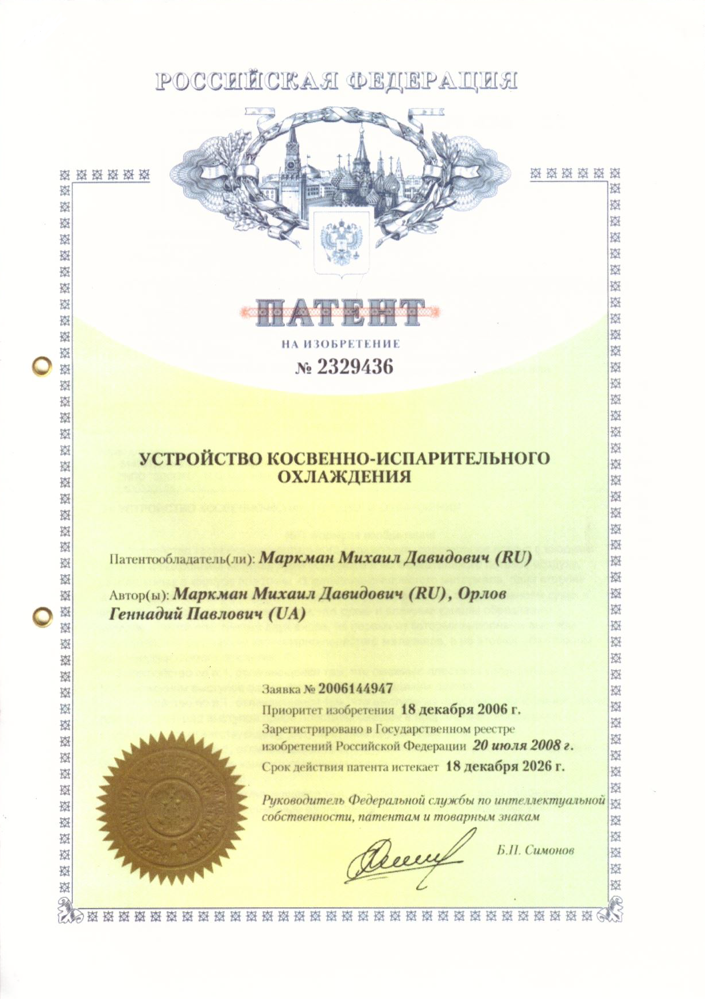 РОССИЙСКАЯ ФЕДЕРАЦИЯ
ПАТЕНТ
НА ИЗОБРЕТЕНИЕ
№ 2329436
УСТРОЙСТВО КОСВЕННО-ИСПАРИТЕЛЬНОГО
ОХЛАЖДЕНИЯ
Патентообладатель(ли): Маркман Михаил Давидович (RU)
Автор(ы): Маркман Михаил Давидович (RU), Орлов
Геннадий Павлович (UA)
Заявка № 2006144947
Приоритет изобретения 18 декабря 2006 г.
Зарегистрировано в Государственном реестре
изобретений Российской Федерации 20 июля 2008 г.
Срок действия патента истекает 18 декабря 2026 г.
Руководитель Федеральной службы по интеллектуальной
собственности, патентам и товарным знакам
Б.П. Симонов